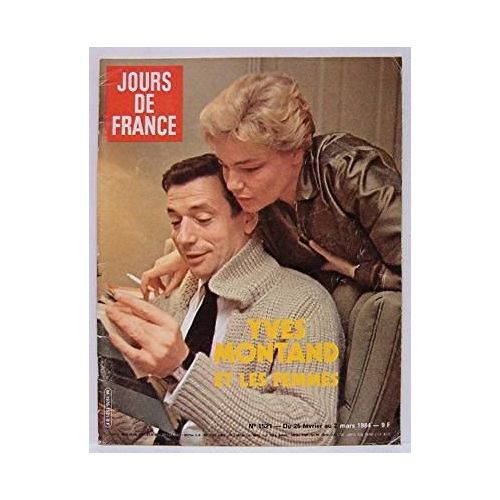 JOURS
DE
FRANCE
YVES
MONTAND
ET LES FEMMES
N° 1521 — Du 25 février au 2 mars 1984 — 9 F